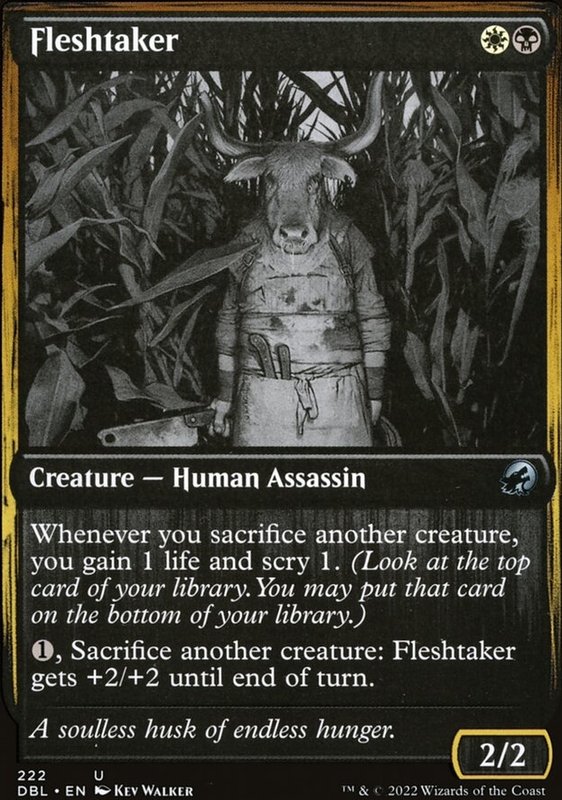 Fleshtaker
Creature — Human Assassin
Whenever you sacrifice another creature,
you gain 1 life and scry 1. (Look at the top
card of your library. You may put that card
on the bottom of your library.)
1, Sacrifice another creature: Fleshtaker
gets +2/+2 until end of turn.
A soulless husk of endless hunger.
2/2
222 U
DBL • EN Kev Walker
™ & © 2022 Wizards of the Coast